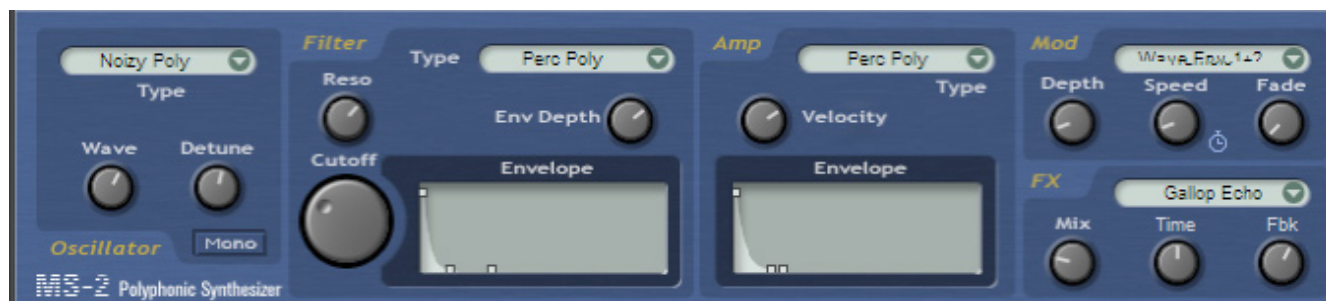 Noizy Poly
Type
Wave
Detune
Oscillator
Mono
MS-2 Polyphonic Synthesizer
Filter
Type
Perc Poly
Reso
Env Depth
Cutoff
Envelope
Amp
Perc Poly
Type
Velocity
Envelope
Mod
Depth
Speed
Fade
FX
Gallop Echo
Mix
Time
Fbk